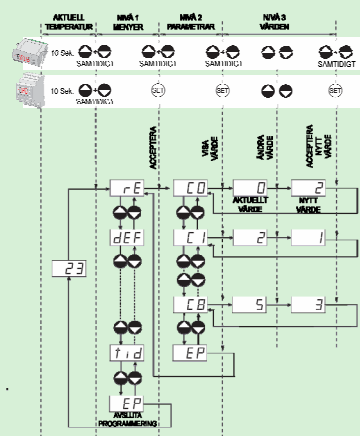 AKTUELL TEMPERATUR
NIVÅ 1 MENYER
NIVÅ 2 PARAMETRAR
NIVÅ 3 VÄRDEN
10 Sek.
SAMTIDIGT
SAMTIDIGT
SAMTIDIGT
SAMTIDIGT
10 Sek.
SAMTIDIGT
SET
SET
SET
ACCEPTERA
VISA VÄRDE
ÄNDRA VÄRDE
ACCEPTERA NYTT VÄRDE
rE
C0
0
2
AKTUELLT VÄRDE
NYTT VÄRDE
dEF
C1
2
1
23
C8
5
3
tid
EP
EP
AVSLUTA PROGRAMMERING